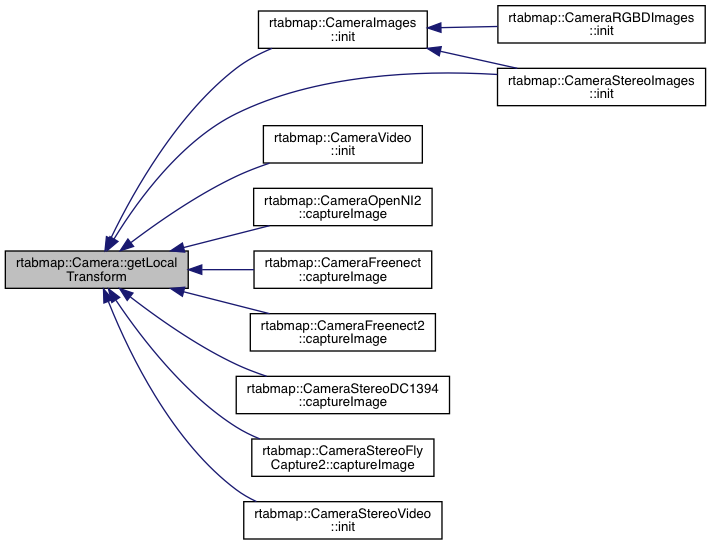 rtabmap::CameraImages
::init
rtabmap::CameraRGBDImages
::init
rtabmap::CameraStereoImages
::init
rtabmap::CameraVideo
::init
rtabmap::CameraOpenNI2
::captureImage
rtabmap::Camera::getLocal
Transform
rtabmap::CameraFreenect
::captureImage
rtabmap::CameraFreenect2
::captureImage
rtabmap::CameraStereoDC1394
::captureImage
rtabmap::CameraStereoFly
Capture2::captureImage
rtabmap::CameraStereoVideo
::init